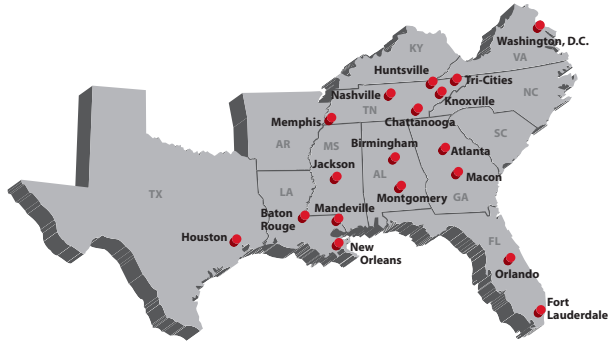 Washington, D.C.
KY
VA
Huntsville
Tri-Cities
Nashville
NC
Knoxville
TN
Memphis
Chattanooga
SC
AR
MS
Birmingham
Atlanta
Jackson
AL
Macon
TX
LA
Montgomery
GA
Mandeville
Baton
Rouge
Houston
FL
New
Orleans
Orlando
Fort
Lauderdale